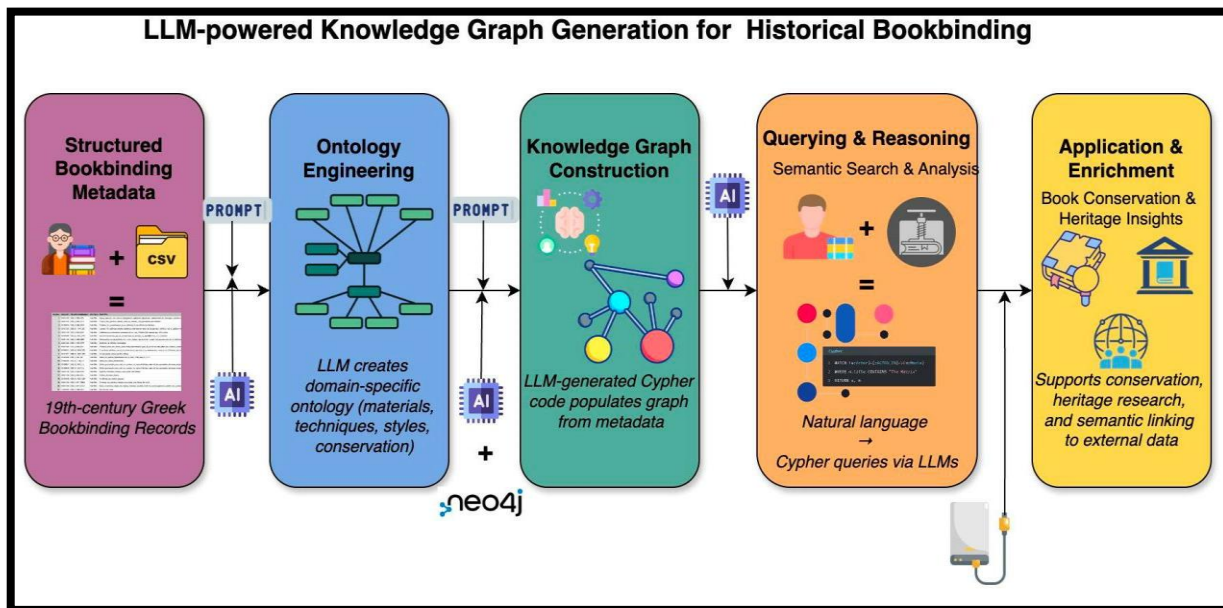 LLM-powered Knowledge Graph Generation for Historical Bookbinding
Structured
Bookbinding
Metadata
+
CSV
=
19th-century Greek
Bookbinding Records
PROMPT
AI
Ontology
Engineering
LLM creates
domain-specific
ontology (materials,
techniques, styles,
conservation)
PROMPT
AI
+
neo4j
Knowledge Graph
Construction
LLM-generated Cypher
code populates graph
from metadata
AI
Querying & Reasoning
Semantic Search & Analysis
+
=
Natural language
→
Cypher queries via LLMs
Application &
Enrichment
Book Conservation &
Heritage Insights
Supports conservation,
heritage research,
and semantic linking
to external data